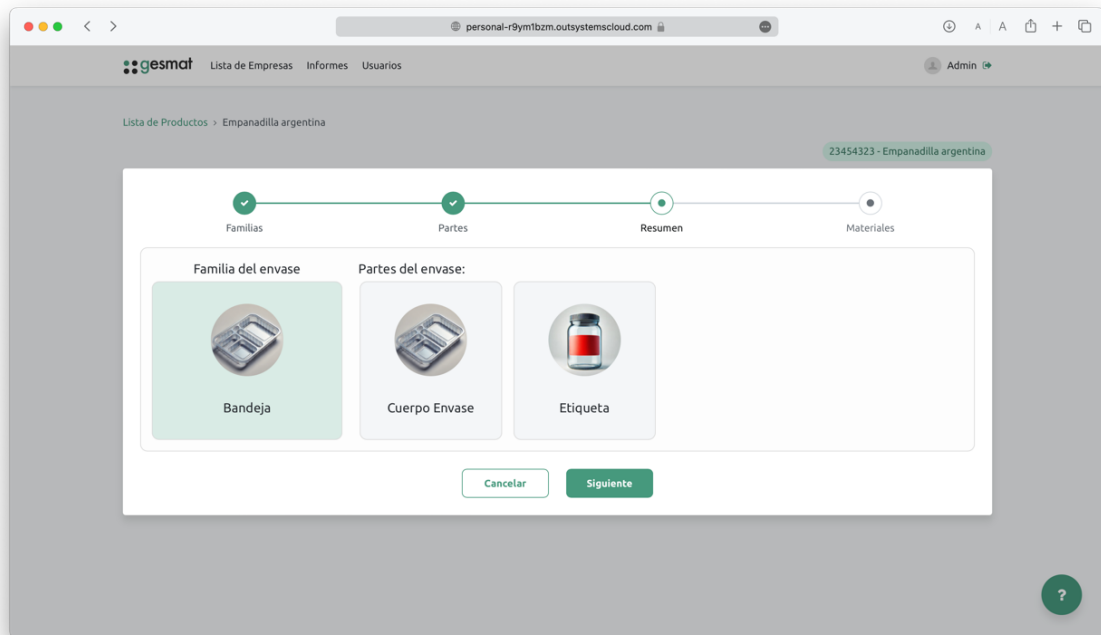 personal-r9ym1bzm.outsystemscloud.com
A A
gesmat Lista de Empresas Informes Usuarios Admin
Lista de Productos > Empanadilla argentina
23454323 - Empanadilla argentina
Familias Partes Resumen Materiales
Familia del envase Partes del envase:
Bandeja Cuerpo Envase Etiqueta
Cancelar Siguiente
?